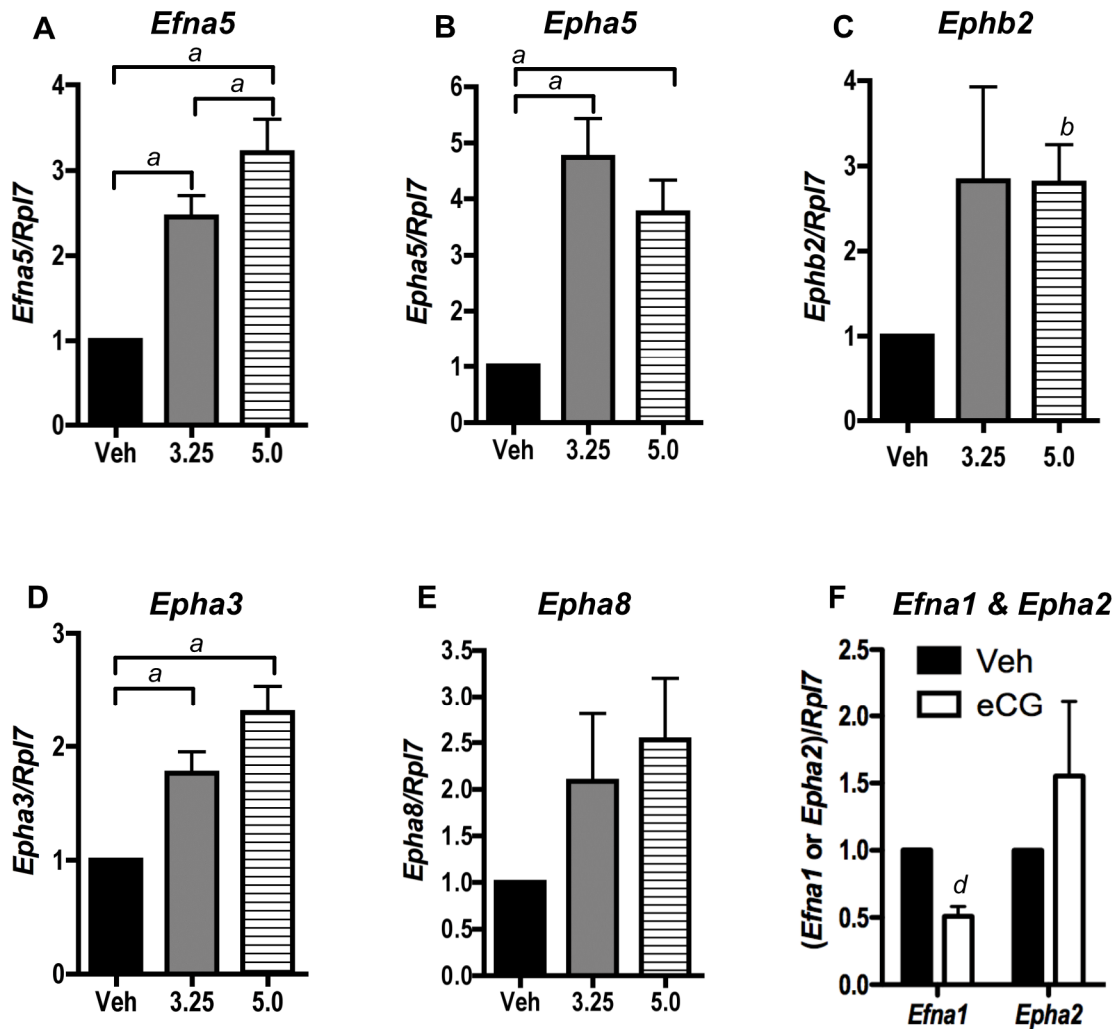 A
Efna5
a
a
a
Efna5/Rpl7
4
3
2
1
0
Veh 3.25 5.0
B
Epha5
a
a
Epha5/Rpl7
6
5
4
3
2
1
0
Veh 3.25 5.0
C
Ephb2
b
Ephb2/Rpl7
4
3
2
1
0
Veh 3.25 5.0
D
Epha3
a
a
Epha3/Rpl7
3
2
1
0
Veh 3.25 5.0
E
Epha8
Epha8/Rpl7
3.5
3.0
2.5
2.0
1.5
1.0
0.5
0.0
Veh 3.25 5.0
F
Efna1 & Epha2
Veh
eCG
d
(Efna1 or Epha2)/Rpl7
2.5
2.0
1.5
1.0
0.5
0.0
Efna1 Epha2